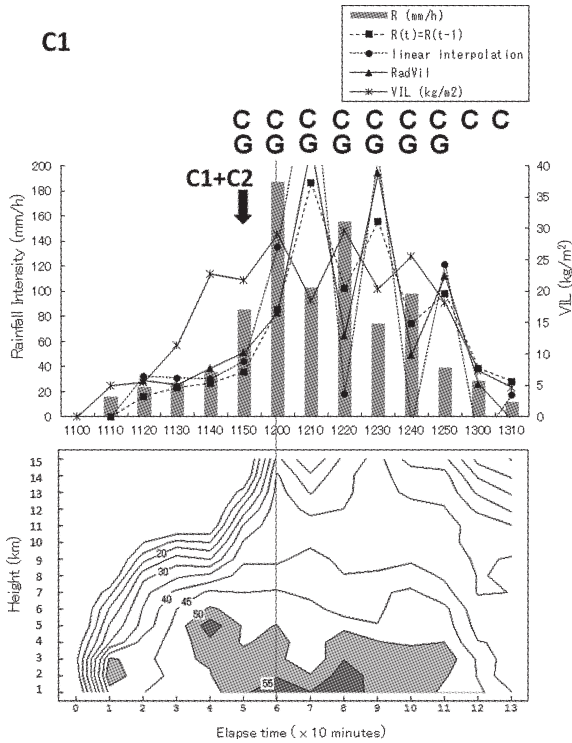 C1
R (mm/h)
R(t)=R(t-1)
linear interpolation
RadVil
VIL (kg/m2)
C C C C C C C C C
G G G G G G G
C1+C2
Rainfall Intensity (mm/h)
200
180
160
140
120
100
80
60
40
20
0
VIL (kg/m²)
40
35
30
25
20
15
10
5
0
1100 1110 1120 1130 1140 1150 1200 1210 1220 1230 1240 1250 1300 1310
Height (km)
15
14
13
12
11
10
9
8
7
6
5
4
3
2
1
20
30
40
45
50
55
0 1 2 3 4 5 6 7 8 9 10 11 12 13
Elapse time (×10 minutes)